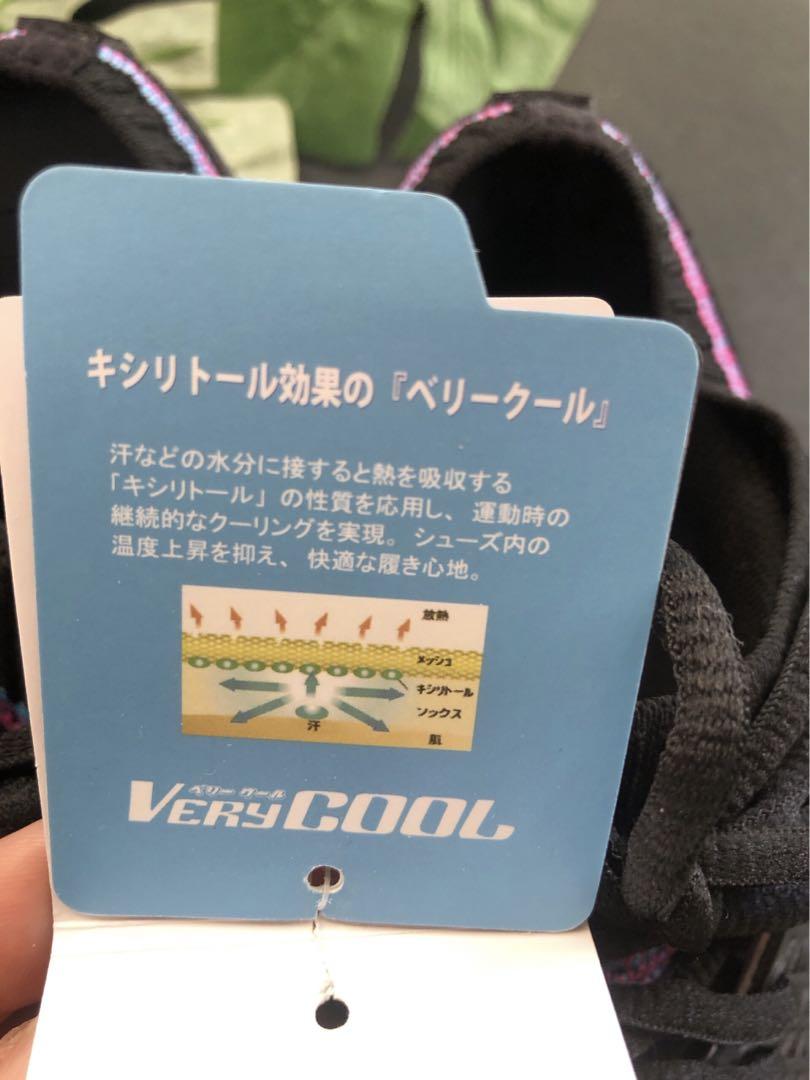 キシリトール効果の『ベリークール』
汗などの水分に接すると熱を吸収する
「キシリトール」の性質を応用し、運動時の
継続的なクーリングを実現。シューズ内の
温度上昇を抑え、快適な履き心地。
放熱
メッシュ
キシリトール
ソックス
汗
肌
ベリー クール
VERY COOL